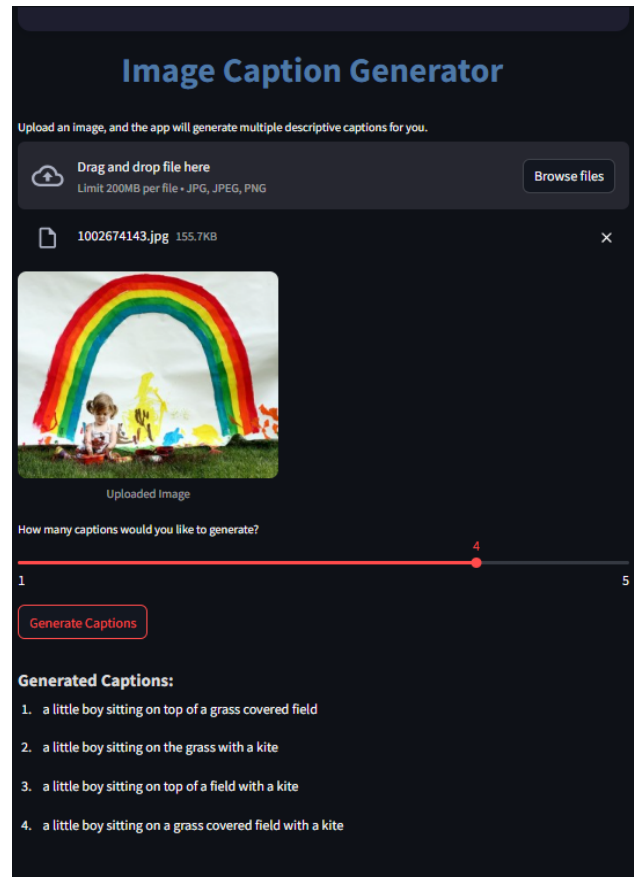 Image Caption Generator
Upload an image, and the app will generate multiple descriptive captions for you.
Drag and drop file here
Limit 200MB per file • JPG, JPEG, PNG
Browse files
1002674143.jpg 155.7KB
Uploaded Image
How many captions would you like to generate?
4
1
5
Generate Captions
Generated Captions:
1. a little boy sitting on top of a grass covered field
2. a little boy sitting on the grass with a kite
3. a little boy sitting on top of a field with a kite
4. a little boy sitting on a grass covered field with a kite